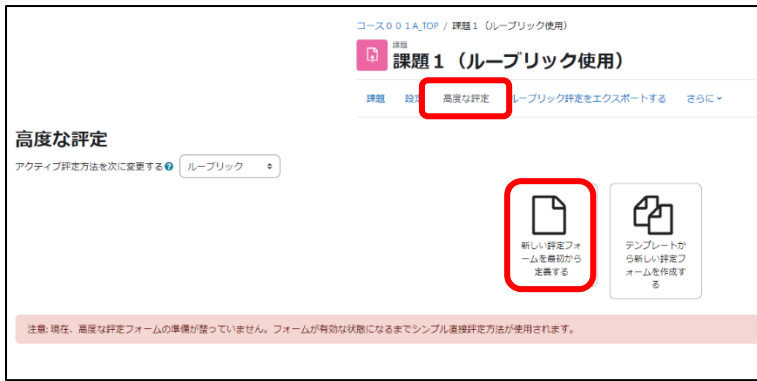 コース００１A_TOP / 課題１（ルーブリック使用）
課題
課題１（ルーブリック使用）
課題 設定 高度な評定 ルーブリック評定をエクスポートする さらに
高度な評定
アクティブ評定方法を次に変更する ルーブリック
新しい評定フォ
ームを最初から
定義する
テンプレートか
ら新しい評定フ
ォームを作成す
る
注意: 現在、高度な評定フォームの準備が整っていません。フォームが有効な状態になるまでシンプル直接評定方法が使用されます。